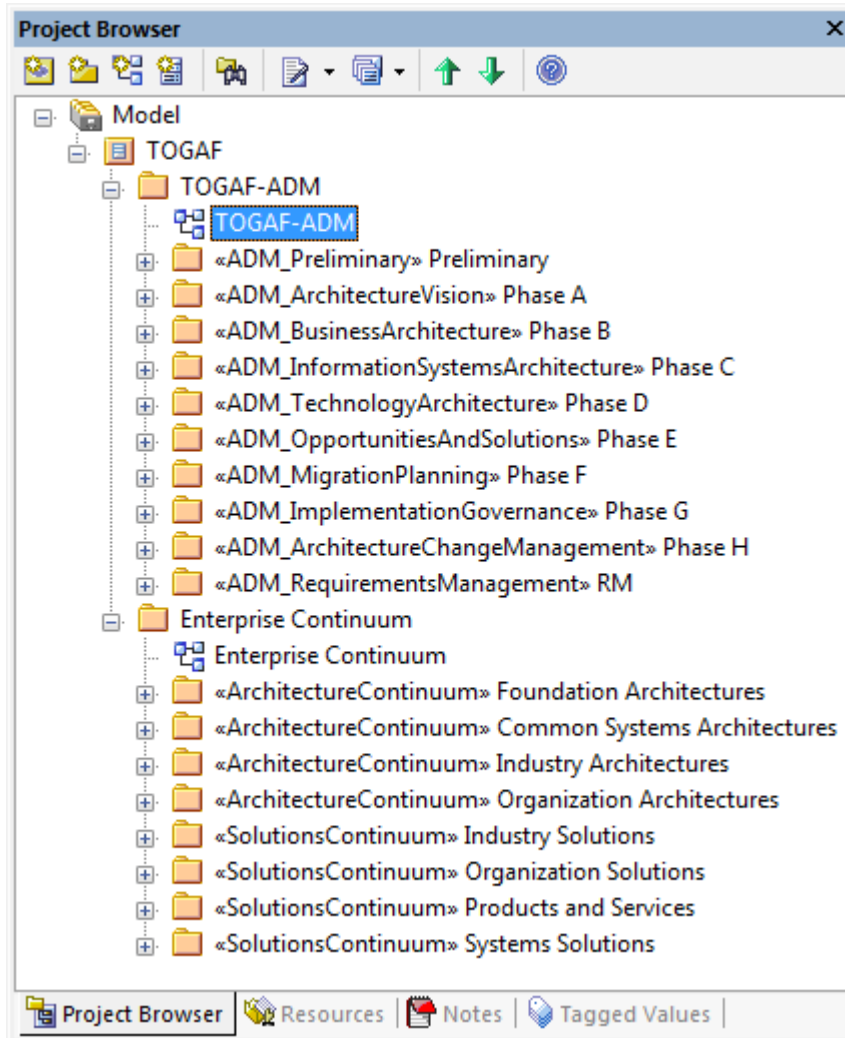 Project Browser
Model
TOGAF
TOGAF-ADM
TOGAF-ADM
«ADM_Preliminary» Preliminary
«ADM_ArchitectureVision» Phase A
«ADM_BusinessArchitecture» Phase B
«ADM_InformationSystemsArchitecture» Phase C
«ADM_TechnologyArchitecture» Phase D
«ADM_OpportunitiesAndSolutions» Phase E
«ADM_MigrationPlanning» Phase F
«ADM_ImplementationGovernance» Phase G
«ADM_ArchitectureChangeManagement» Phase H
«ADM_RequirementsManagement» RM
Enterprise Continuum
Enterprise Continuum
«ArchitectureContinuum» Foundation Architectures
«ArchitectureContinuum» Common Systems Architectures
«ArchitectureContinuum» Industry Architectures
«ArchitectureContinuum» Organization Architectures
«SolutionsContinuum» Industry Solutions
«SolutionsContinuum» Organization Solutions
«SolutionsContinuum» Products and Services
«SolutionsContinuum» Systems Solutions
Project Browser Resources Notes Tagged Values